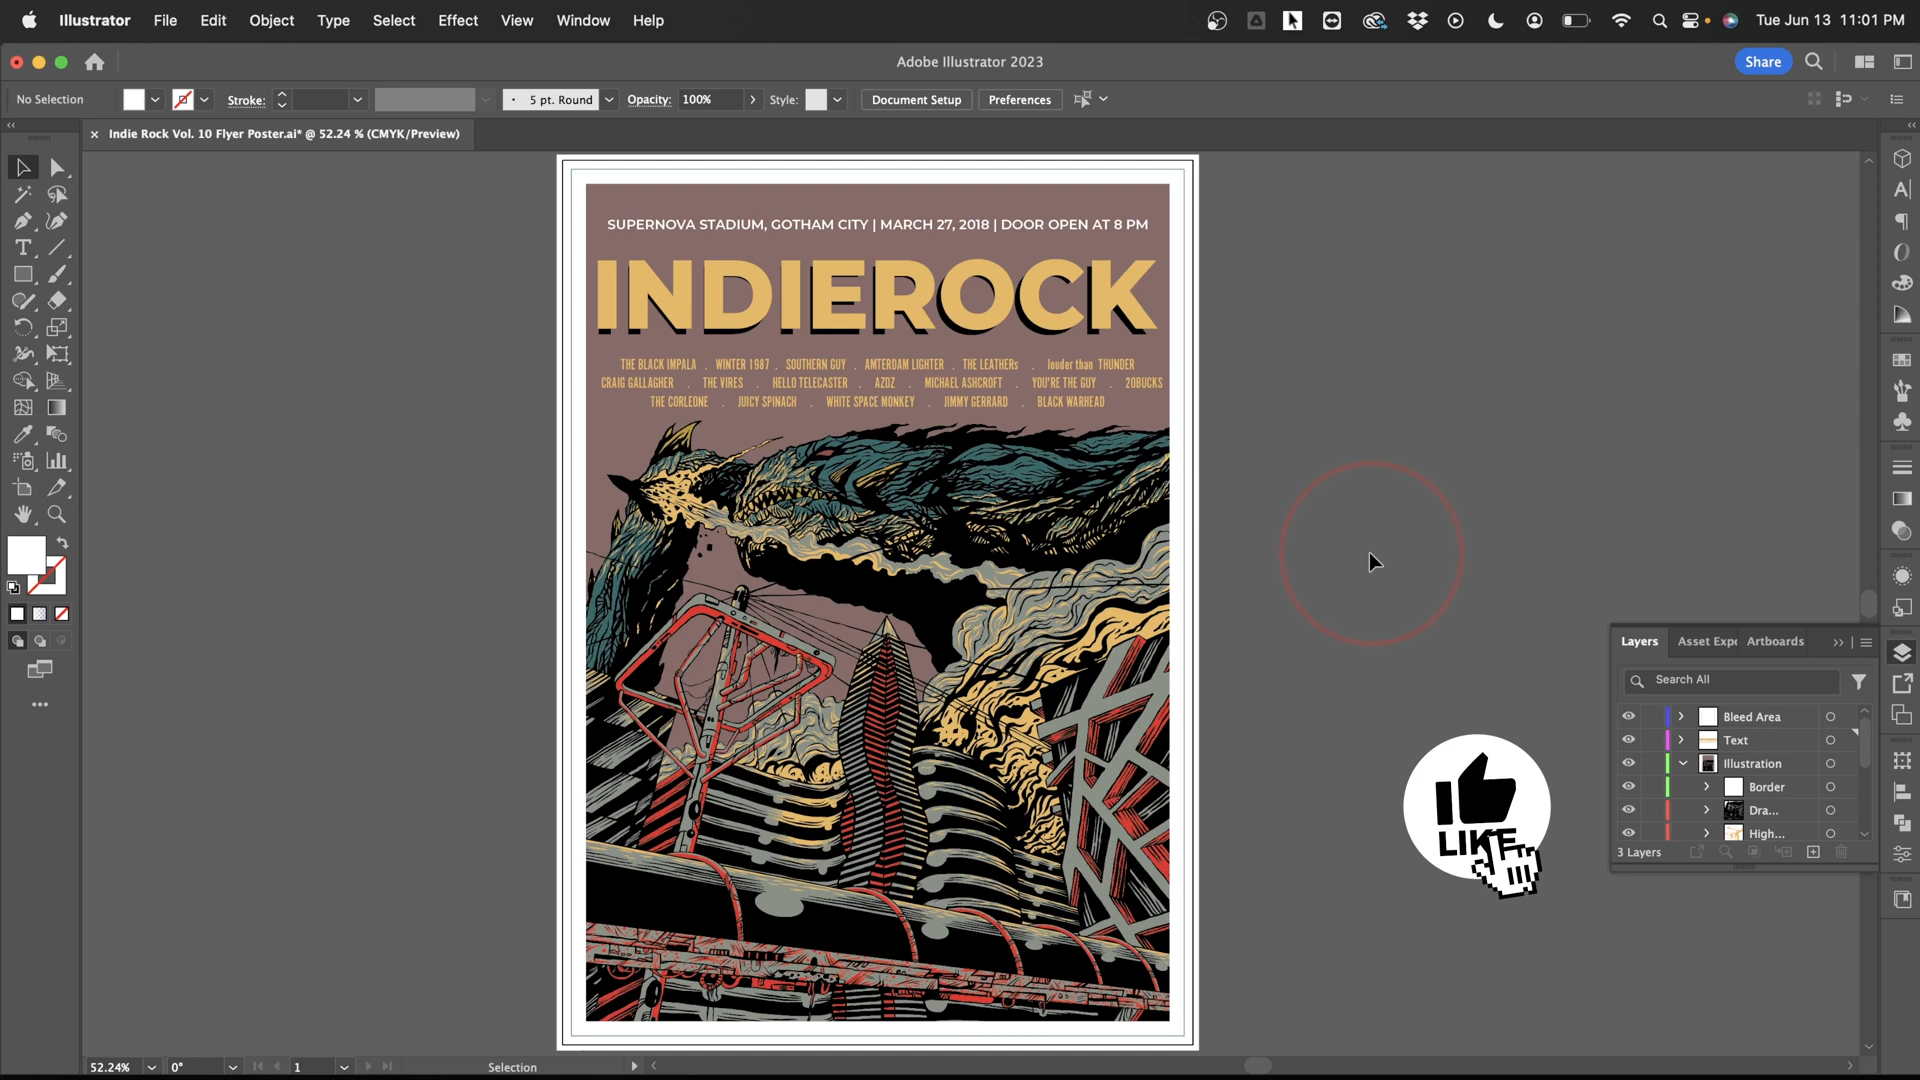 Illustrator File Edit Object Type Select Effect View Window Help Tue Jun 13 11:01 PM
Adobe Illustrator 2023 Share
No Selection Stroke: 5 pt. Round Opacity: 100% Style: Document Setup Preferences
× Indie Rock Vol. 10 Flyer Poster.ai* @ 52.24 % (CMYK/Preview)
SUPERNOVA STADIUM, GOTHAM CITY | MARCH 27, 2018 | DOOR OPEN AT 8 PM
INDIEROCK
THE BLACK IMPALA . WINTER 1987 . SOUTHERN GUY . AMTERDAM LIGHTER . THE LEATHERs . louder than THUNDER
CRAIG GALLAGHER . THE VIRES . HELLO TELECASTER . AZDZ . MICHAEL ASHCROFT . YOU'RE THE GUY . 20BUCKS
THE CORLEONE . JUICY SPINACH . WHITE SPACE MONKEY . JIMMY GERRARD . BLACK WARHEAD
Layers Asset Expo Artboards
Search All
Bleed Area
Text
Illustration
Border
Dra...
High...
3 Layers
LIKE
52.24% 0° 1 Selection